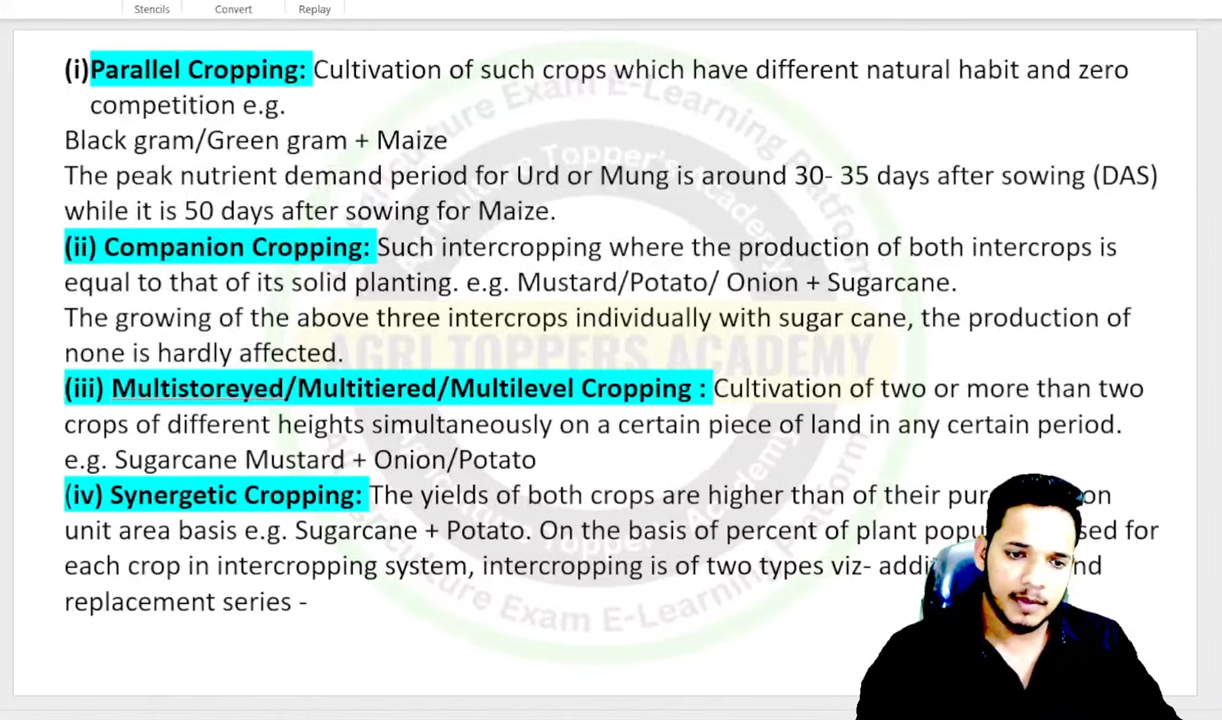 Stencils Convert Replay
(i)Parallel Cropping: Cultivation of such crops which have different natural habit and zero
competition e.g.
Black gram/Green gram + Maize
The peak nutrient demand period for Urd or Mung is around 30- 35 days after sowing (DAS)
while it is 50 days after sowing for Maize.
(ii) Companion Cropping: Such intercropping where the production of both intercrops is
equal to that of its solid planting. e.g. Mustard/Potato/ Onion + Sugarcane.
The growing of the above three intercrops individually with sugar cane, the production of
none is hardly affected.
(iii) Multistoreyed/Multitiered/Multilevel Cropping : Cultivation of two or more than two
crops of different heights simultaneously on a certain piece of land in any certain period.
e.g. Sugarcane Mustard + Onion/Potato
(iv) Synergetic Cropping: The yields of both crops are higher than of their on
unit area basis e.g. Sugarcane + Potato. On the basis of percent of plant for
each crop in intercropping system, intercropping is of two types viz-
replacement series -
AGRI TOPPERS ACADEMY